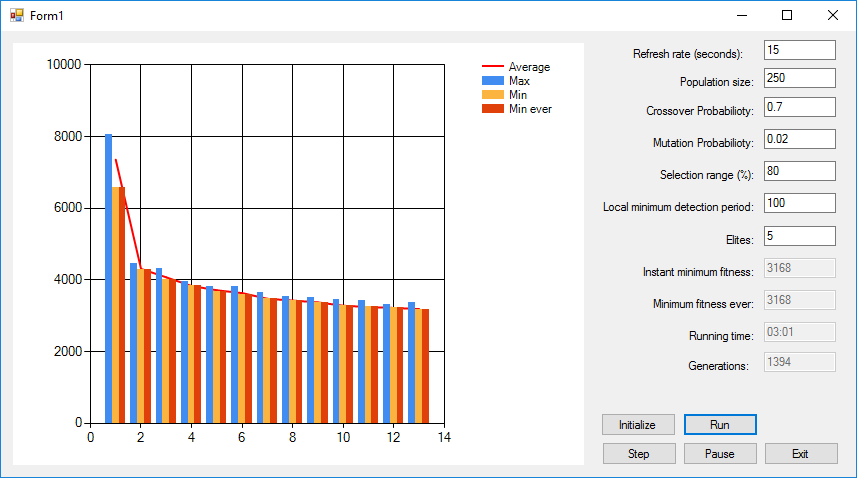 Form1
10000
8000
6000
4000
2000
0
0 2 4 6 8 10 12 14
Average
Max
Min
Min ever
Refresh rate (seconds): 15
Population size: 250
Crossover Probabilioty: 0.7
Mutation Probabilioty: 0.02
Selection range (%): 80
Local minimum detection period: 100
Elites: 5
Instant minimum fitness: 3168
Minimum fitness ever: 3168
Running time: 03:01
Generations: 1394
Initialize Run
Step Pause Exit